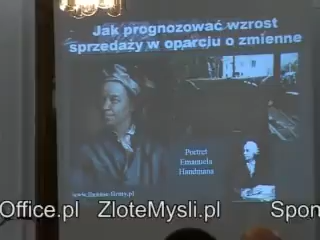 Jak prognozować wzrost
sprzedaży w oparciu o zmienne
Portret
Emanuela
Handmana
Office.pl ZloteMysli.pl Spon